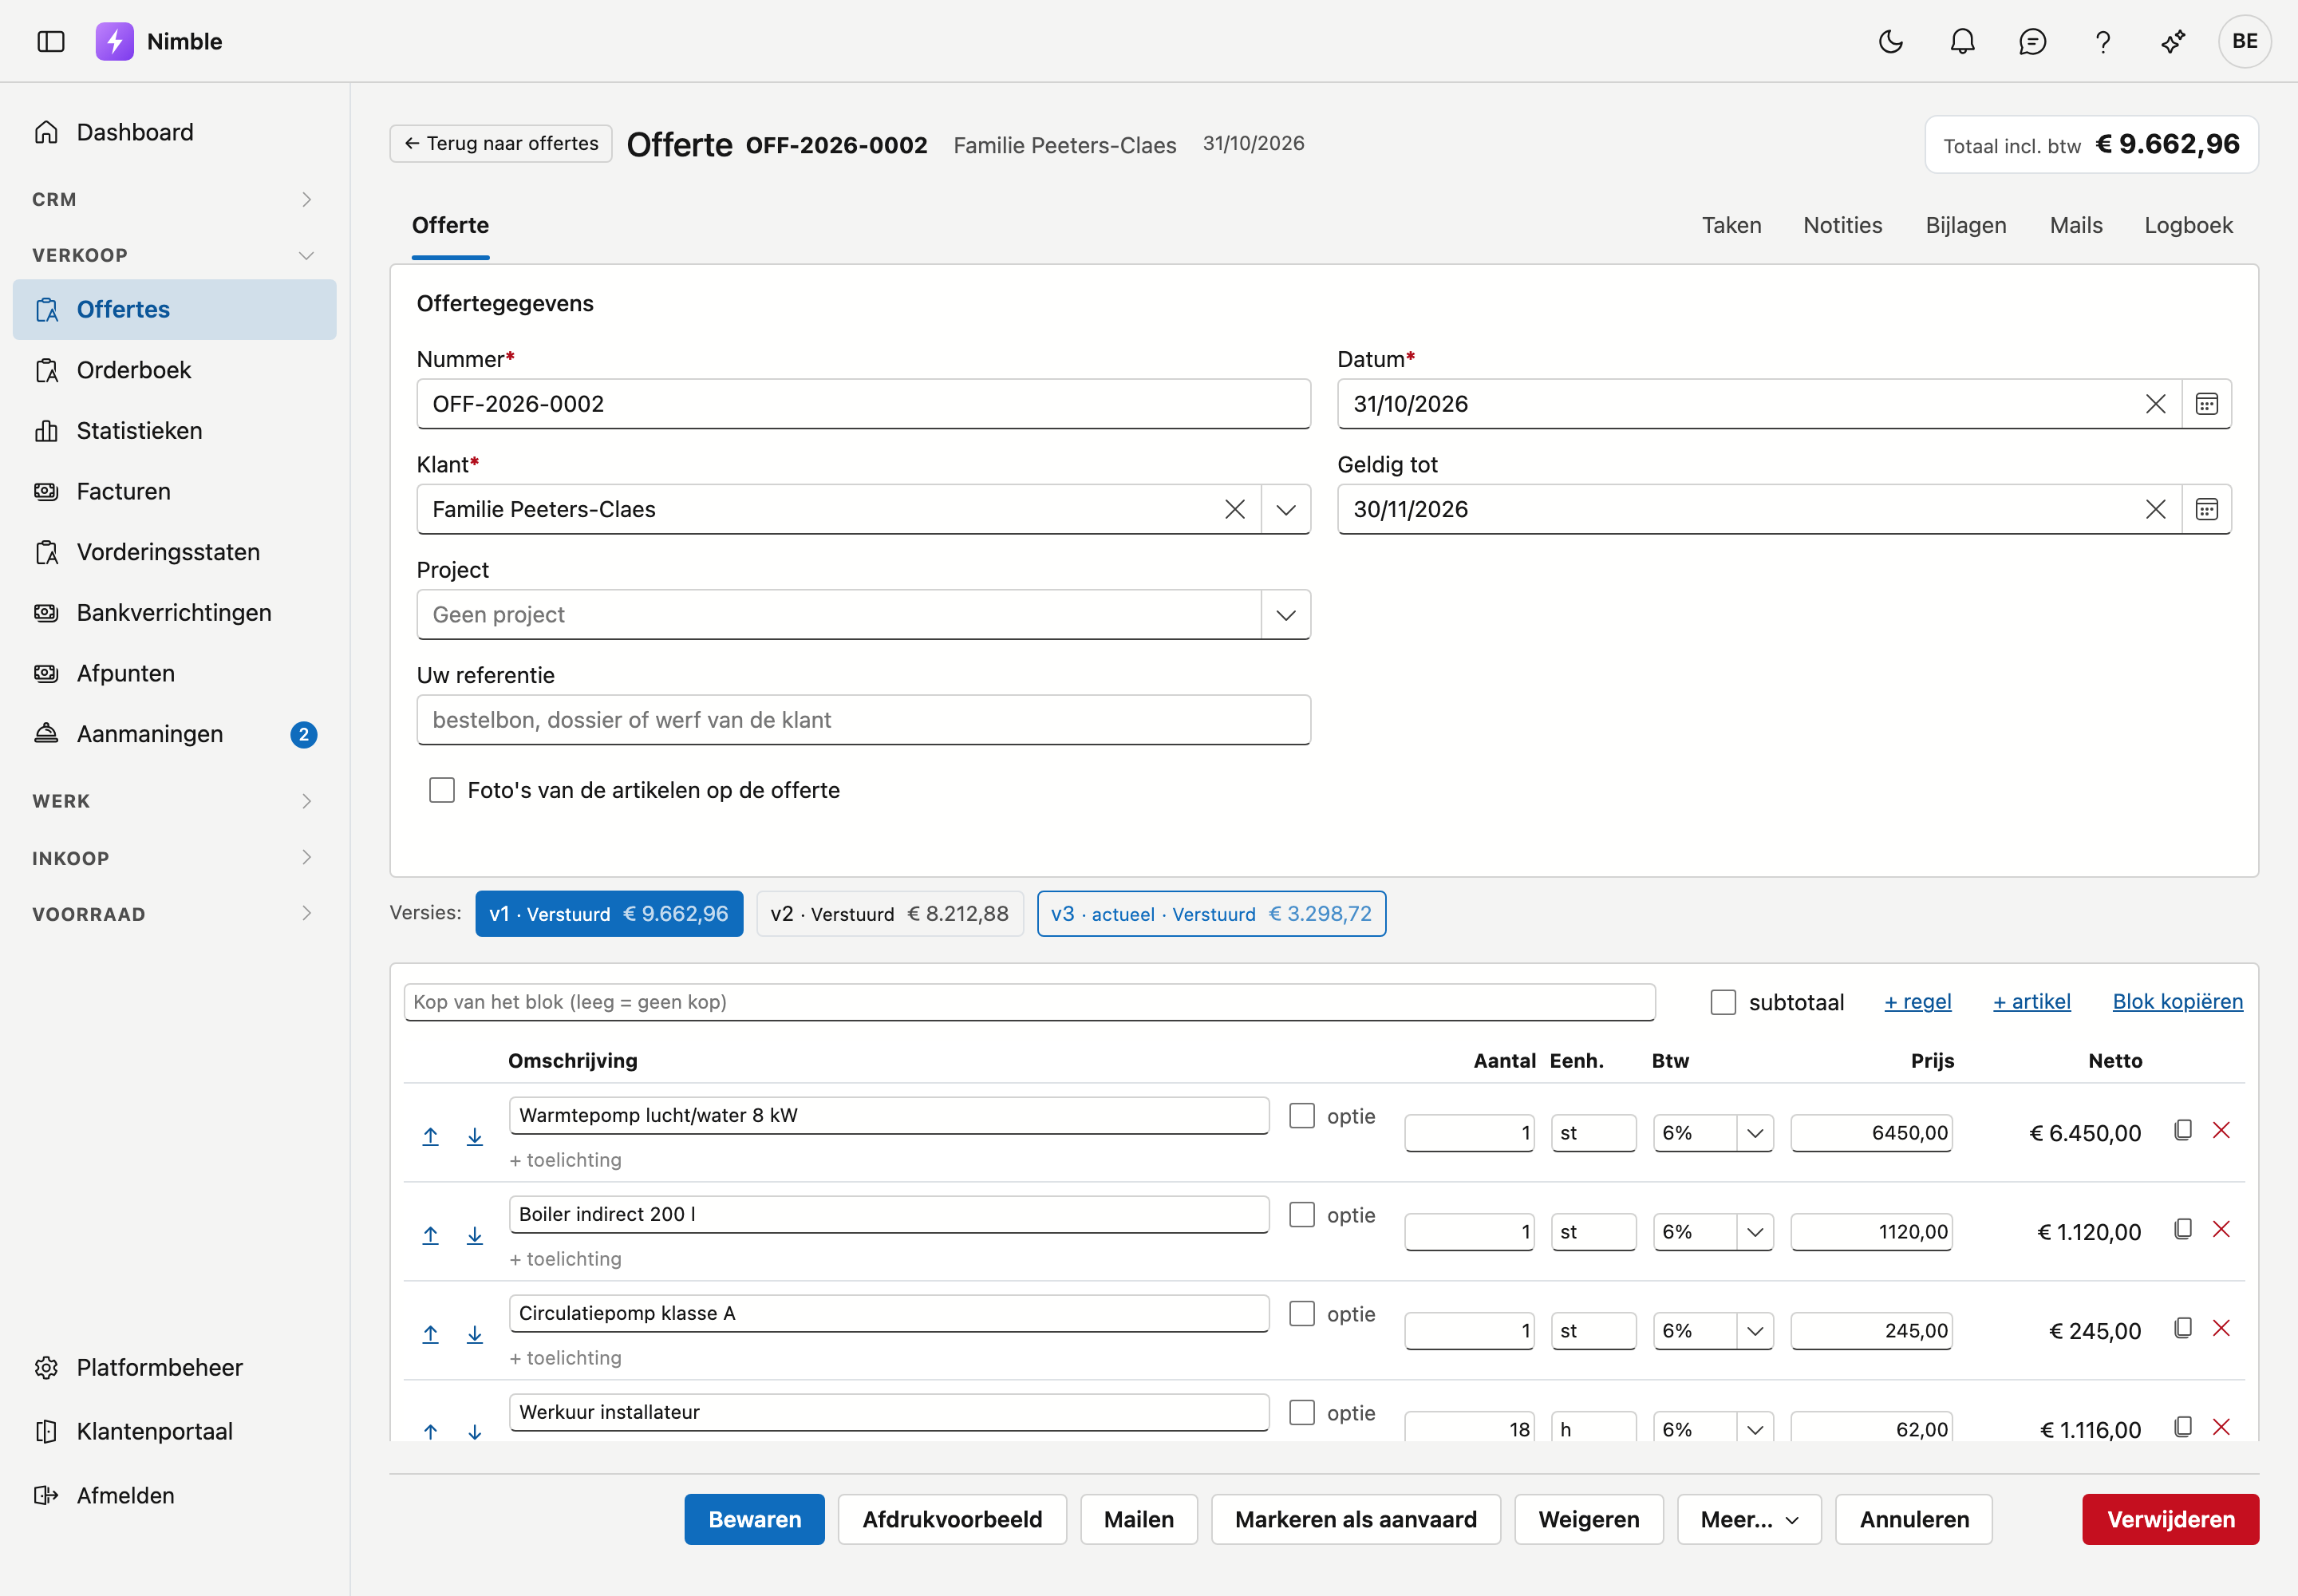 Nimble
BE
Dashboard
CRM
VERKOOP
Offertes
Orderboek
Statistieken
Facturen
Vorderingsstaten
Bankverrichtingen
Afpunten
Aanmaningen 2
WERK
INKOOP
VOORRAAD
Platformbeheer
Klantenportaal
Afmelden
← Terug naar offertes Offerte OFF-2026-0002 Familie Peeters-Claes 31/10/2026 Totaal incl. btw € 9.662,96
Offerte Taken Notities Bijlagen Mails Logboek
Offertegegevens
Nummer* Datum*
OFF-2026-0002 31/10/2026
Klant* Geldig tot
Familie Peeters-Claes 30/11/2026
Project
Geen project
Uw referentie
bestelbon, dossier of werf van de klant
Foto's van de artikelen op de offerte
Versies: v1 · Verstuurd € 9.662,96 v2 · Verstuurd € 8.212,88 v3 · actueel · Verstuurd € 3.298,72
Kop van het blok (leeg = geen kop) subtotaal + regel + artikel Blok kopiëren
Omschrijving Aantal Eenh. Btw Prijs Netto
Warmtepomp lucht/water 8 kW optie 1 st 6% 6450,00 € 6.450,00
+ toelichting
Boiler indirect 200 l optie 1 st 6% 1120,00 € 1.120,00
+ toelichting
Circulatiepomp klasse A optie 1 st 6% 245,00 € 245,00
+ toelichting
Werkuur installateur optie 18 h 6% 62,00 € 1.116,00
Bewaren Afdrukvoorbeeld Mailen Markeren als aanvaard Weigeren Meer... Annuleren Verwijderen